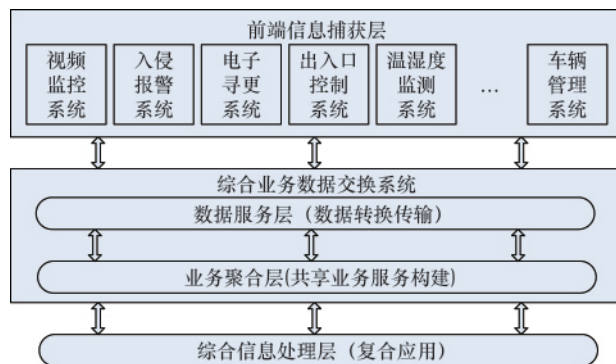 前端信息捕获层
视频
监控
系统
入侵
报警
系统
电子
寻更
系统
出入口
控制
系统
温湿度
监测
系统
…
车辆
管理
系统
综合业务数据交换系统
数据服务层（数据转换传输）
业务聚合层(共享业务服务构建)
综合信息处理层（复合应用）